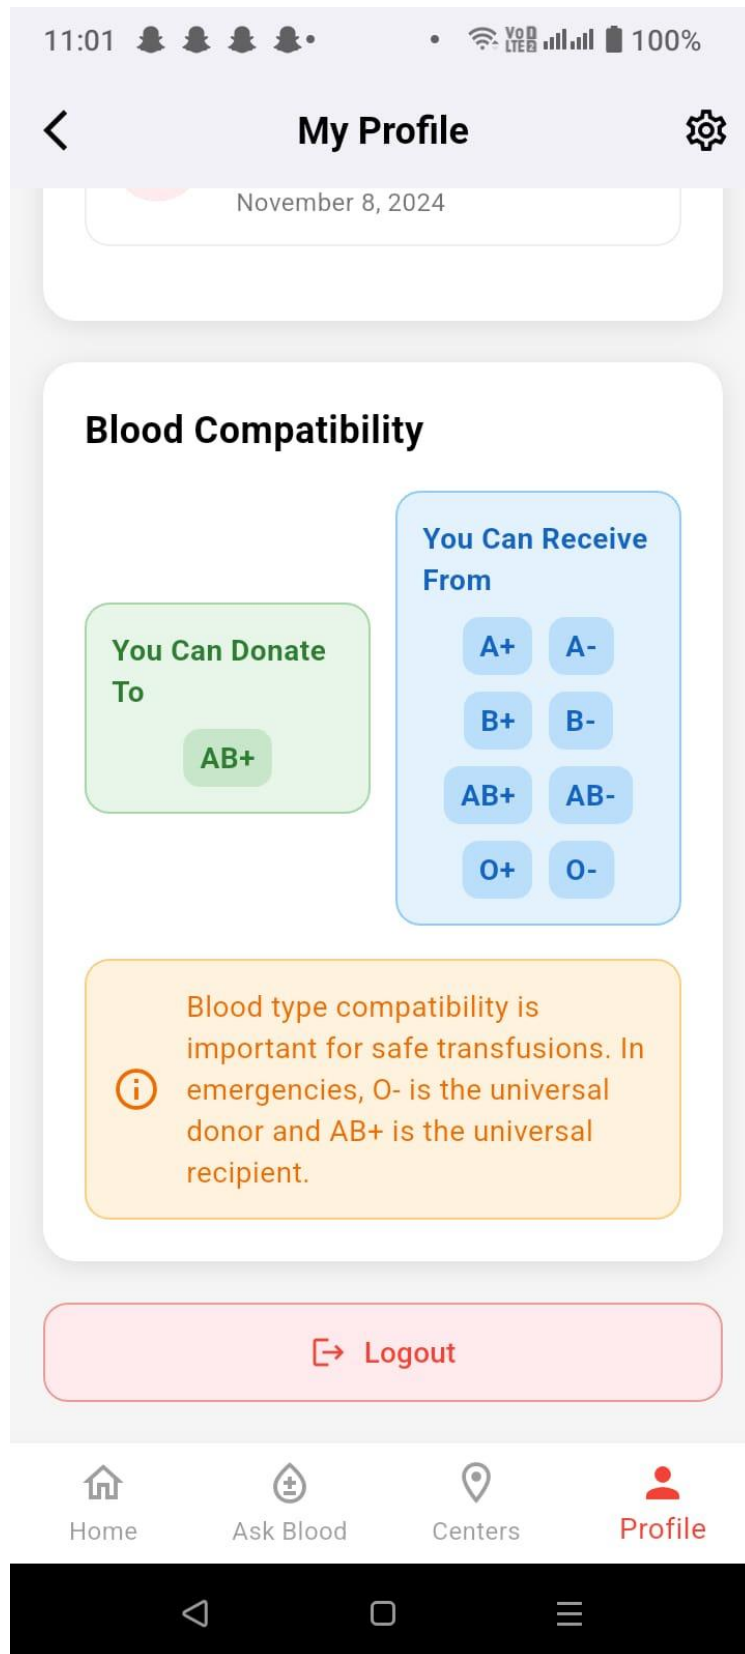 11:01
VoD
LTE2
100%
My Profile
November 8, 2024
Blood Compatibility
You Can Donate
To
AB+
You Can Receive
From
A+ A-
B+ B-
AB+ AB-
O+ O-
Blood type compatibility is
important for safe transfusions. In
emergencies, O- is the universal
donor and AB+ is the universal
recipient.
Logout
Home
Ask Blood
Centers
Profile